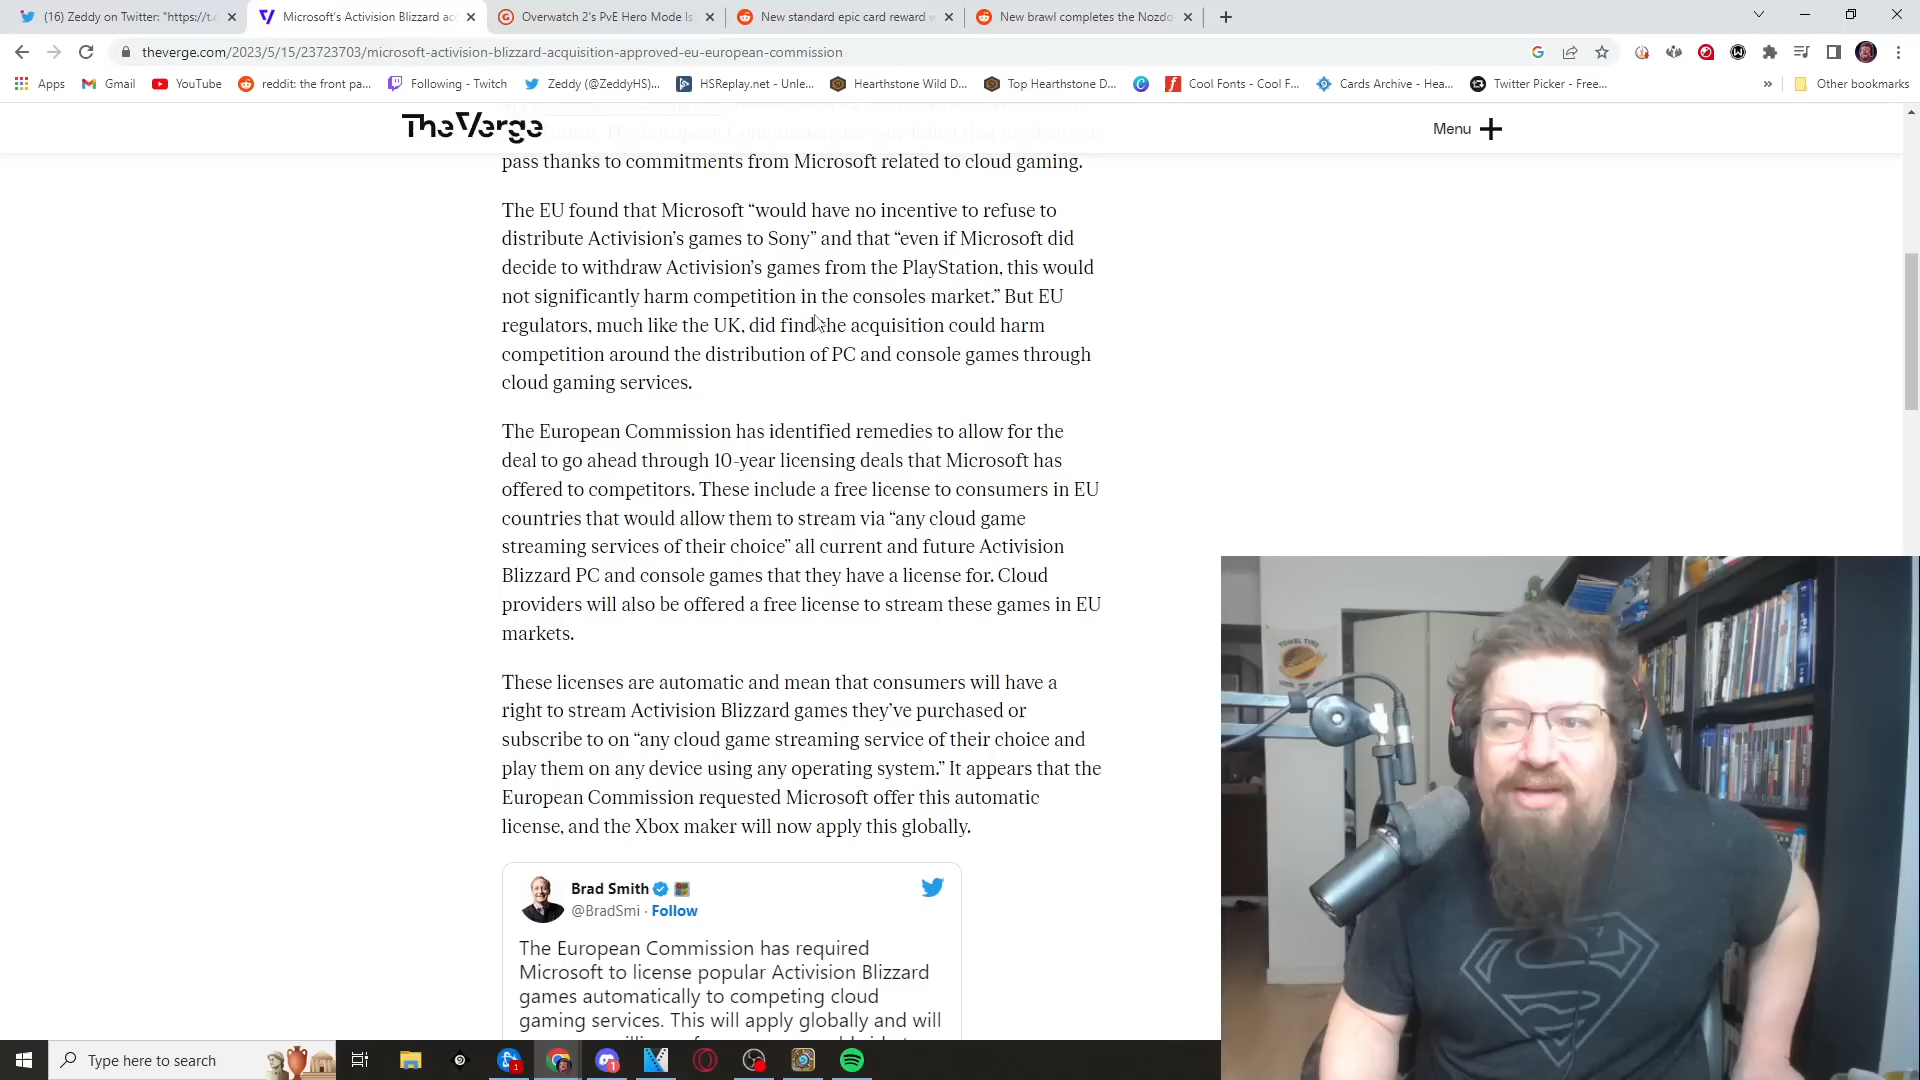 (16) Zeddy on Twitter: "https://t.c
Microsoft's Activision Blizzard acc
Overwatch 2's PvE Hero Mode Is
New standard epic card reward w
New brawl completes the Nozdo
theverge.com/2023/5/15/23723703/microsoft-activision-blizzard-acquisition-approved-eu-european-commission
Apps Gmail YouTube reddit: the front pa... Following - Twitch Zeddy (@ZeddyHS)... HSReplay.net - Unle... Hearthstone Wild D... Top Hearthstone D... Cool Fonts - Cool F... Cards Archive - Hea... Twitter Picker - Free... » Other bookmarks
The Verge
Menu
pass thanks to commitments from Microsoft related to cloud gaming.
The EU found that Microsoft “would have no incentive to refuse to
distribute Activision’s games to Sony” and that “even if Microsoft did
decide to withdraw Activision’s games from the PlayStation, this would
not significantly harm competition in the consoles market.” But EU
regulators, much like the UK, did find the acquisition could harm
competition around the distribution of PC and console games through
cloud gaming services.
The European Commission has identified remedies to allow for the
deal to go ahead through 10-year licensing deals that Microsoft has
offered to competitors. These include a free license to consumers in EU
countries that would allow them to stream via “any cloud game
streaming services of their choice” all current and future Activision
Blizzard PC and console games that they have a license for. Cloud
providers will also be offered a free license to stream these games in EU
markets.
These licenses are automatic and mean that consumers will have a
right to stream Activision Blizzard games they’ve purchased or
subscribe to on “any cloud game streaming service of their choice and
play them on any device using any operating system.” It appears that the
European Commission requested Microsoft offer this automatic
license, and the Xbox maker will now apply this globally.
Brad Smith
@BradSmi · Follow
The European Commission has required
Microsoft to license popular Activision Blizzard
games automatically to competing cloud
gaming services. This will apply globally and will
Type here to search